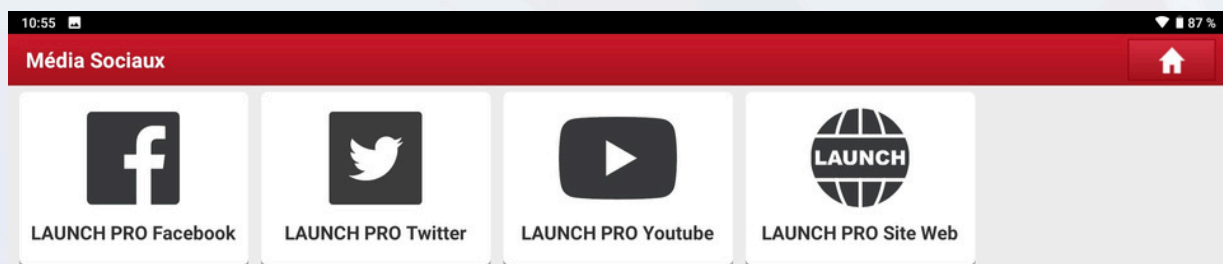 10:55
87 %
Média Sociaux
LAUNCH PRO Facebook
LAUNCH PRO Twitter
LAUNCH PRO Youtube
LAUNCH
LAUNCH PRO Site Web